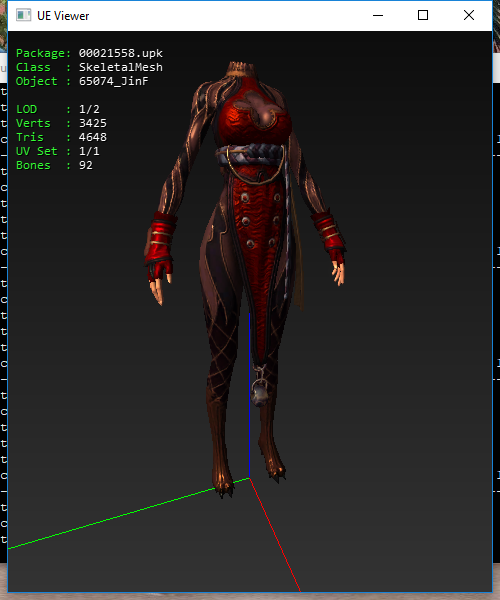 UE Viewer
Package: 00021558.upk
Class : SkeletalMesh
Object : 65074_JinF
LOD : 1/2
Verts : 3425
Tris : 4648
UV Set : 1/1
Bones : 92